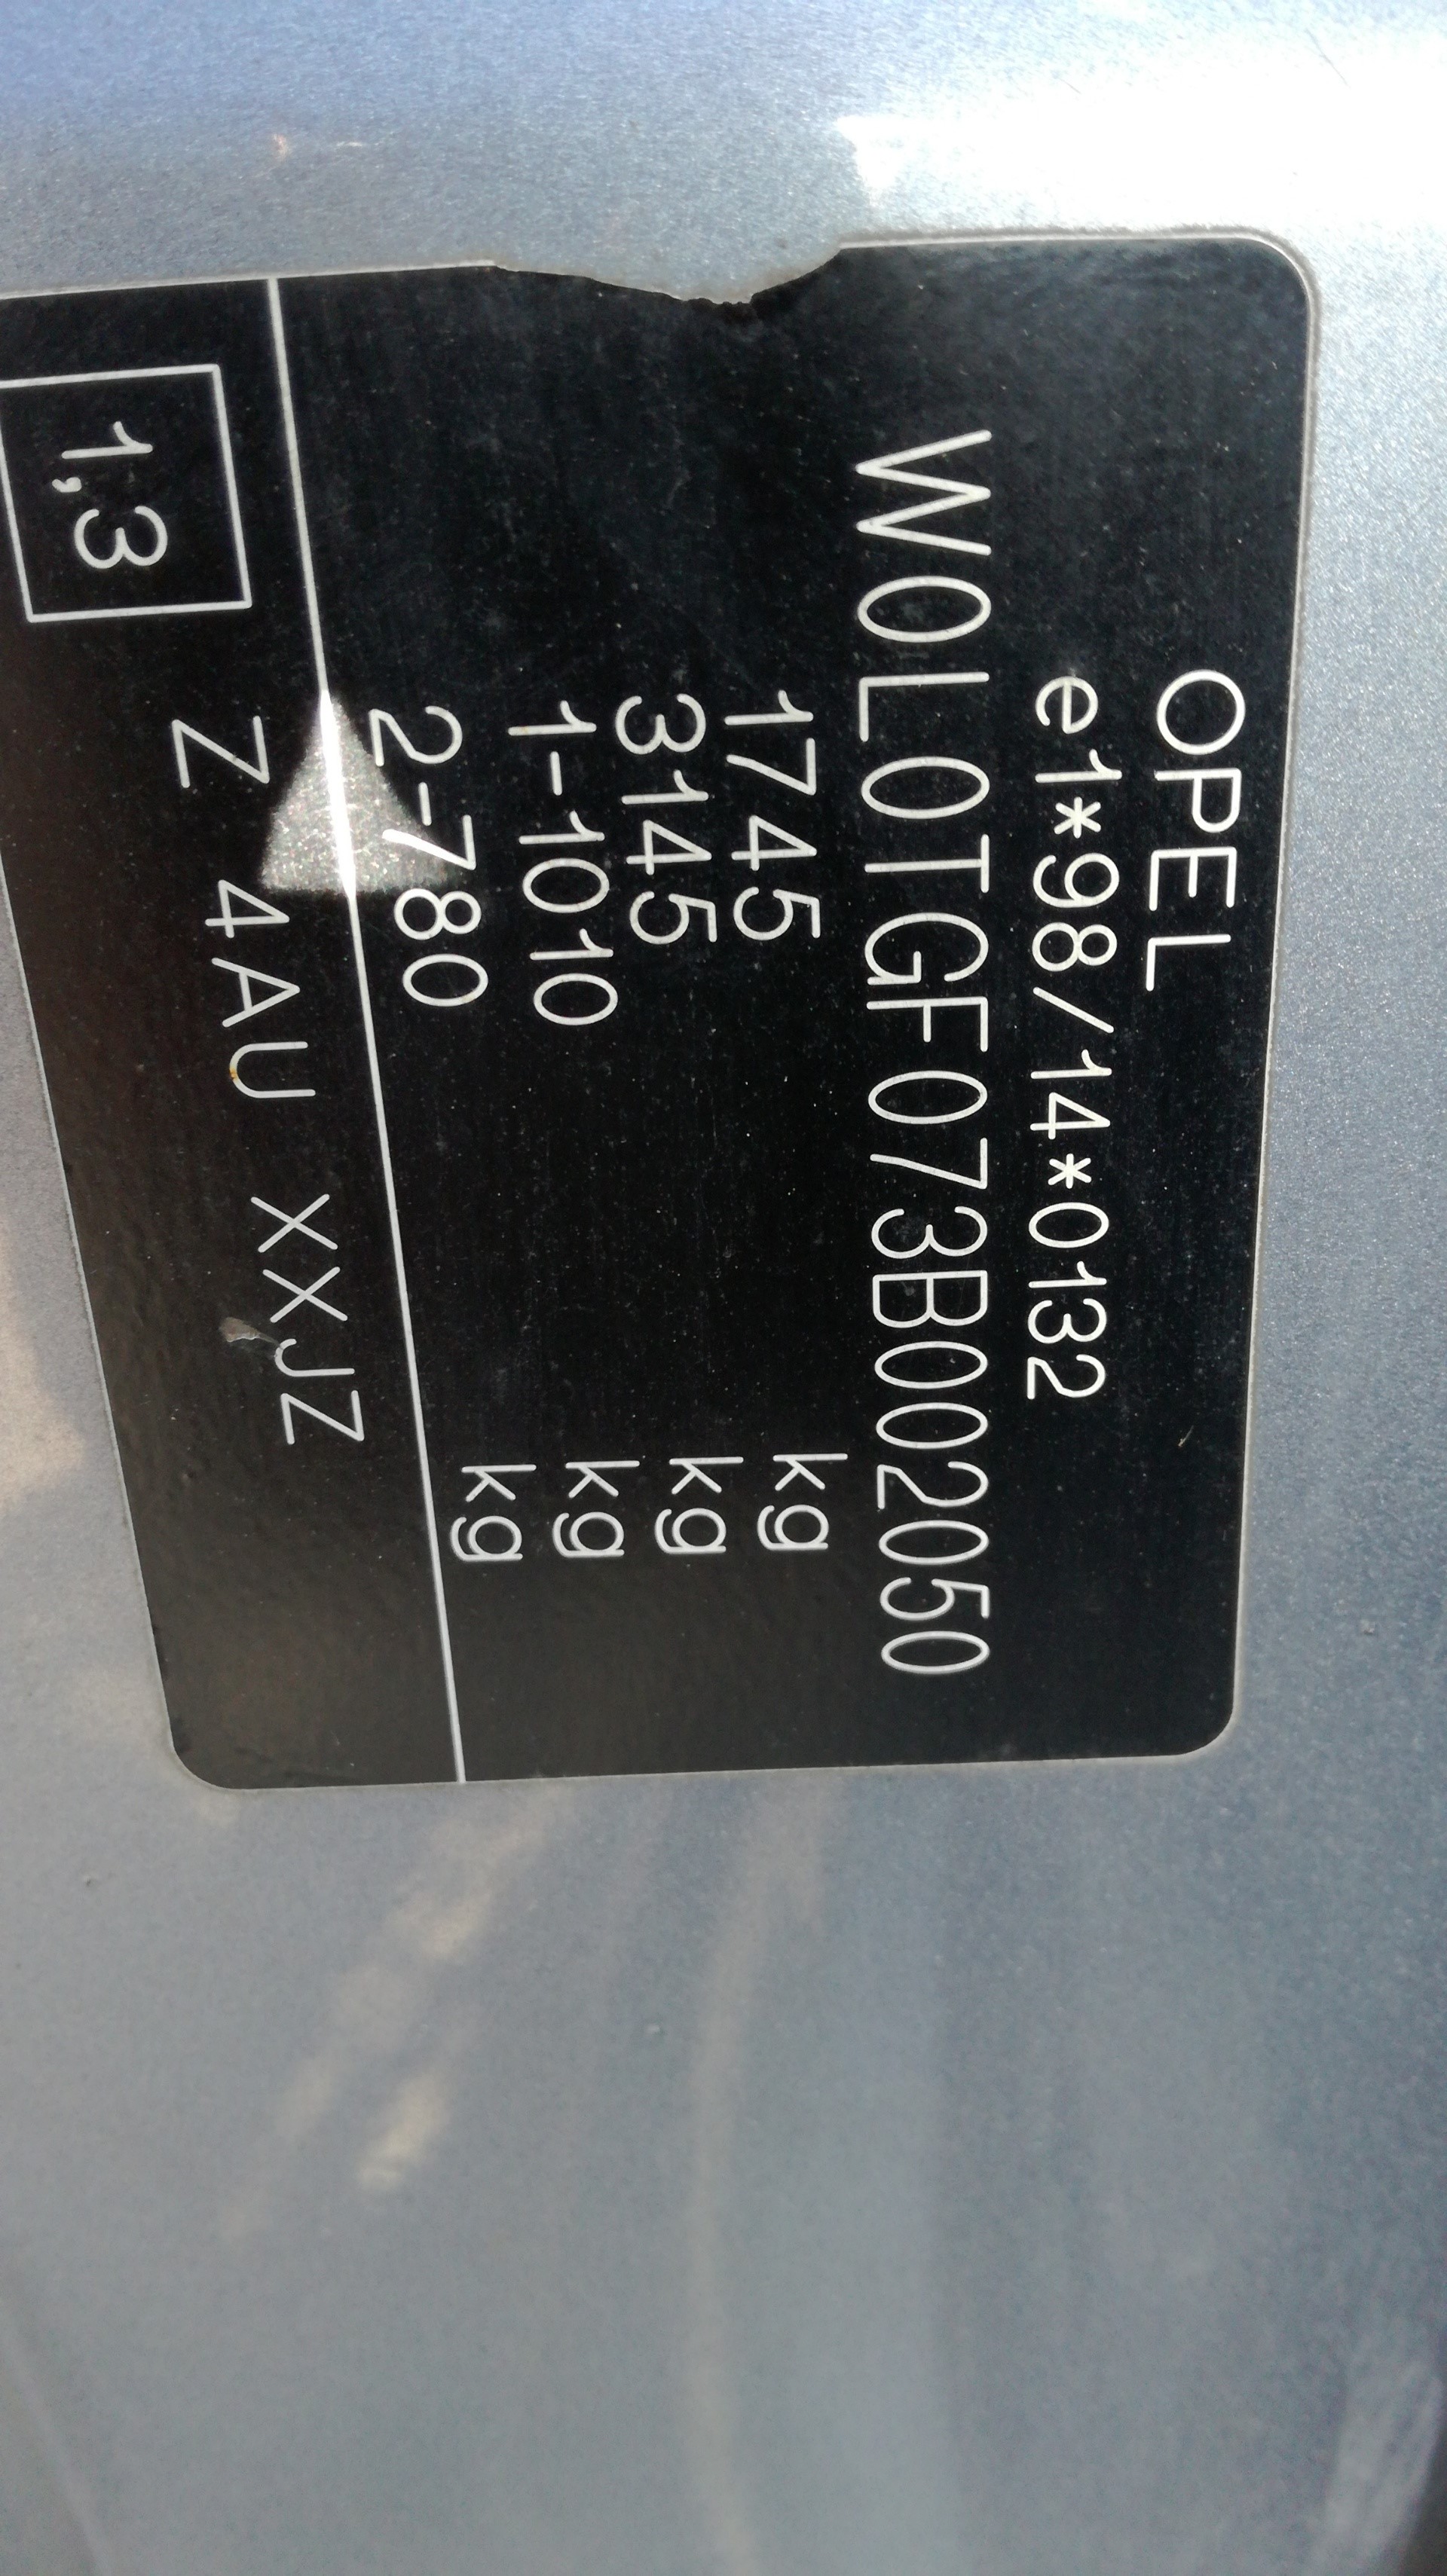 OPEL
e1*98/14*0132
W0L0TGF073B002050
1745 kg
3145 kg
1-1010 kg
2-780 kg
1,3 Z 4AU XXJZ